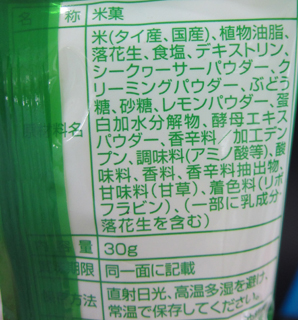 名 称 米菓
米(タイ産、国産)、植物油脂、
落花生、食塩、デキストリン、
シークヮーサーパウダー、ク
リーミングパウダー、ぶどう
糖、砂糖、レモンパウダー、蛋
白加水分解物、酵母エキス
パウダー、香辛料/加工デン
プン、調味料(アミノ酸等)、酸
味料、香料、香辛料抽出物、
甘味料(甘草)、着色料(リボ
フラビン)、(一部に乳成分・
落花生を含む)
量 30g
期限 同一面に記載
方法 直射日光、高温多湿を避け、
常温で保存してください。